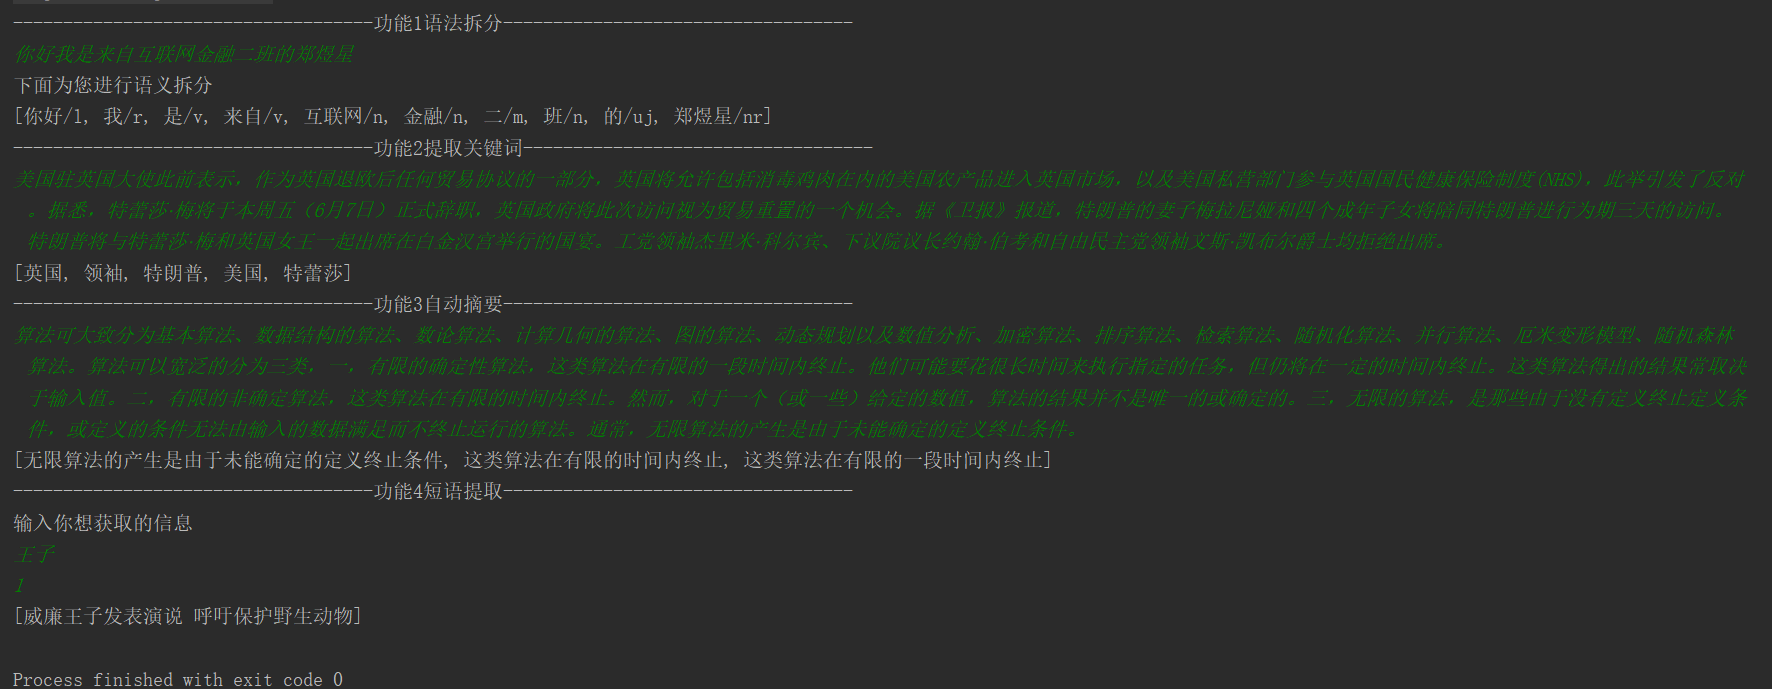 ------------------------------------功能1语法拆分-----------------------------------
你好我是来自互联网金融二班的郑煜星
下面为您进行语义拆分
[你好/l, 我/r, 是/v, 来自/v, 互联网/n, 金融/n, 二/m, 班/n, 的/uj, 郑煜星/nr]
------------------------------------功能2提取关键词-----------------------------------
美国驻英国大使此前表示，作为英国退欧后任何贸易协议的一部分，英国将允许包括消毒鸡肉在内的美国农产品进入英国市场，以及美国私营部门参与英国国民健康保险制度(NHS)，此举引发了反对
。据悉，特蕾莎·梅将于本周五（6月7日）正式辞职，英国政府将此次访问视为贸易重置的一个机会。据《卫报》报道，特朗普的妻子梅拉尼娅和四个成年子女将陪同特朗普进行为期三天的访问。
特朗普将与特蕾莎·梅和英国女王一起出席在白金汉宫举行的国宴。工党领袖杰里米·科尔宾、下议院议长约翰·伯考和自由民主党领袖文斯·凯布尔爵士均拒绝出席。
[英国, 领袖, 特朗普, 美国, 特蕾莎]
------------------------------------功能3自动摘要-----------------------------------
算法可大致分为基本算法、数据结构的算法、数论算法、计算几何的算法、图的算法、动态规划以及数值分析、加密算法、排序算法、检索算法、随机化算法、并行算法、厄米变形模型、随机森林
算法。算法可以宽泛的分为三类，一，有限的确定性算法，这类算法在有限的一段时间内终止。他们可能要花很长时间来执行指定的任务，但仍将在一定的时间内终止。这类算法得出的结果常取决
于输入值。二，有限的非确定算法，这类算法在有限的时间内终止。然而，对于一个（或一些）给定的数值，算法的结果并不是唯一的或确定的。三，无限的算法，是那些由于没有定义终止定义条
件，或定义的条件无法由输入的数据满足而不终止运行的算法。通常，无限算法的产生是由于未能确定的定义终止条件。
[无限算法的产生是由于未能确定的定义终止条件, 这类算法在有限的时间内终止, 这类算法在有限的一段时间内终止]
------------------------------------功能4短语提取-----------------------------------
输入你想获取的信息
王子
1
[威廉王子发表演说 呼吁保护野生动物]
Process finished with exit code 0